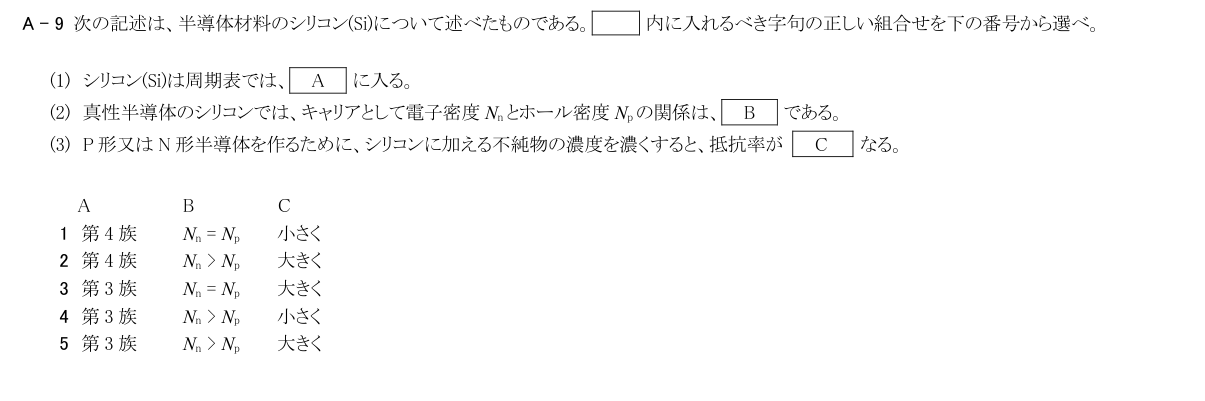 A－9 次の記述は、半導体材料のシリコン(Si)について述べたものである。 内に入れるべき字句の正しい組合せを下の番号から選べ。
(1) シリコン(Si)は周期表では、 A に入る。
(2) 真性半導体のシリコンでは、キャリアとして電子密度 Nnとホール密度 Npの関係は、 B である。
(3) P 形又は N 形半導体を作るために、シリコンに加える不純物の濃度を濃くすると、抵抗率が C なる。
A B C
1 第 4 族 Nn = Np 小さく
2 第 4 族 Nn > Np 大きく
3 第 3 族 Nn = Np 大きく
4 第 3 族 Nn > Np 小さく
5 第 3 族 Nn > Np 大きく